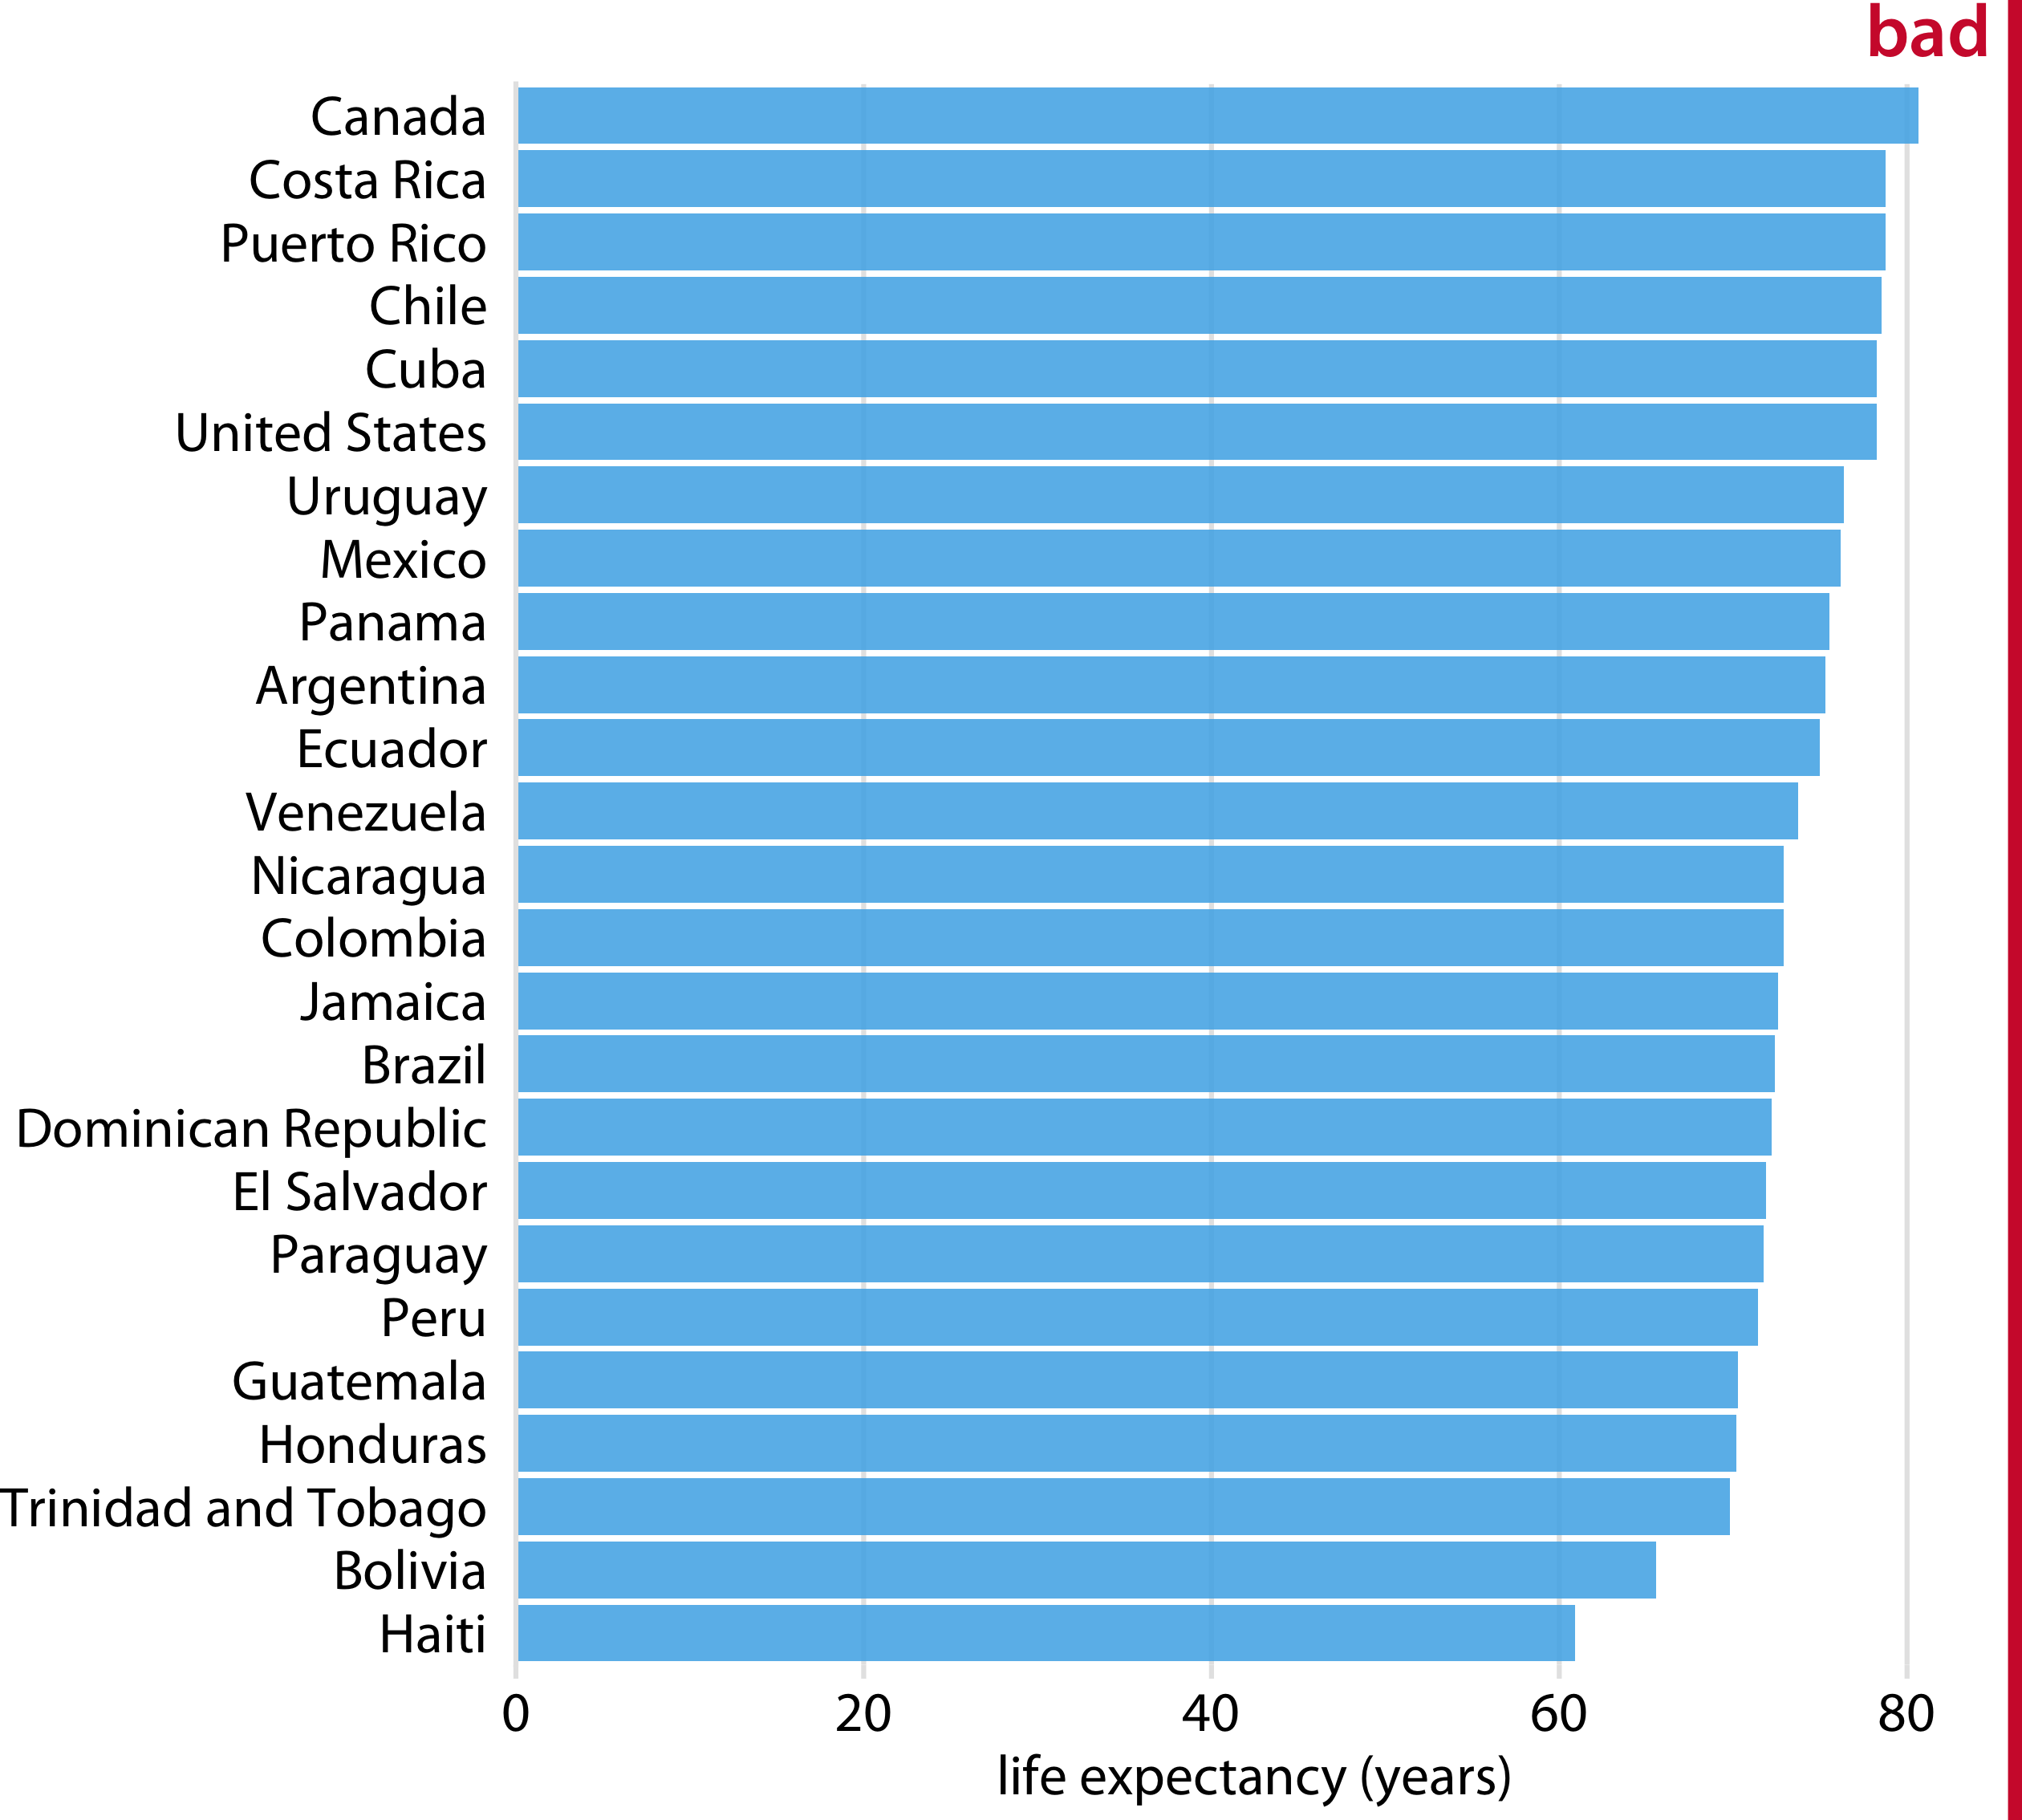 bad
Canada
Costa Rica
Puerto Rico
Chile
Cuba
United States
Uruguay
Mexico
Panama
Argentina
Ecuador
Venezuela
Nicaragua
Colombia
Jamaica
Brazil
Dominican Republic
El Salvador
Paraguay
Peru
Guatemala
Honduras
Trinidad and Tobago
Bolivia
Haiti
0 20 40 60 80
life expectancy (years)